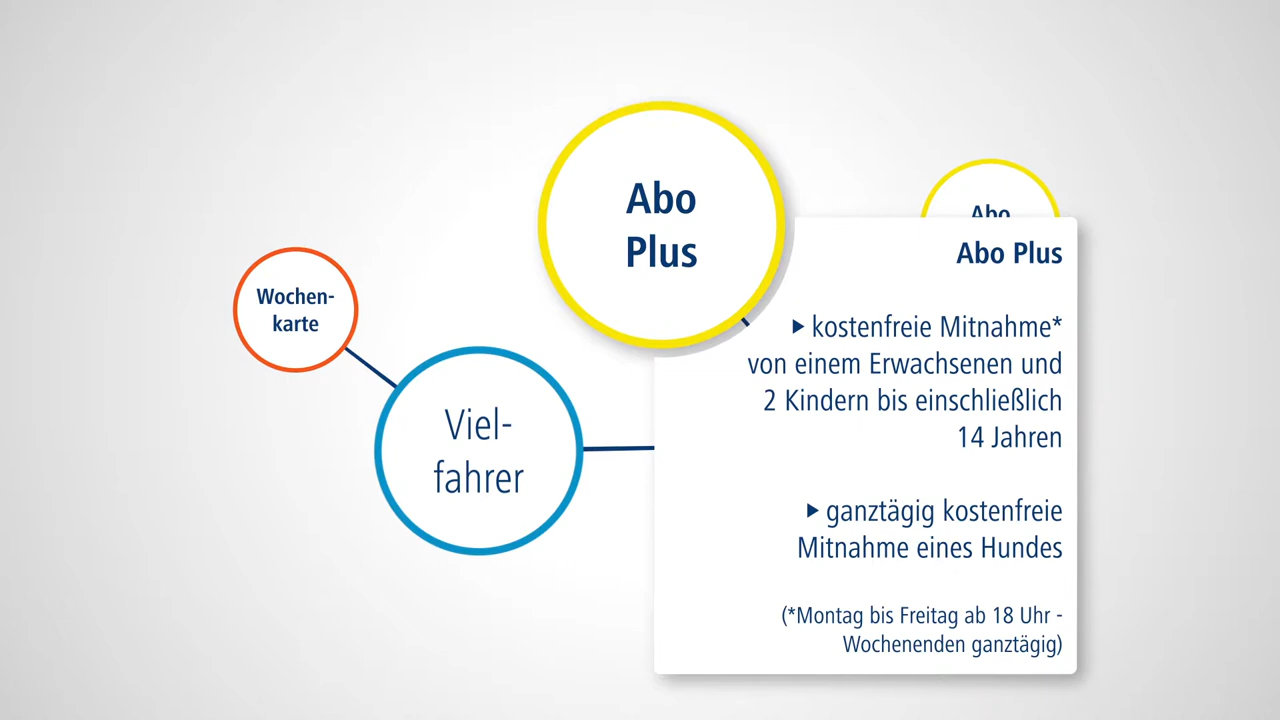 Abo
Plus
Abo
Wochen-
karte
Viel-
fahrer
Abo Plus
▶ kostenfreie Mitnahme*
von einem Erwachsenen und
2 Kindern bis einschließlich
14 Jahren
▶ ganztägig kostenfreie
Mitnahme eines Hundes
(*Montag bis Freitag ab 18 Uhr -
Wochenenden ganztägig)